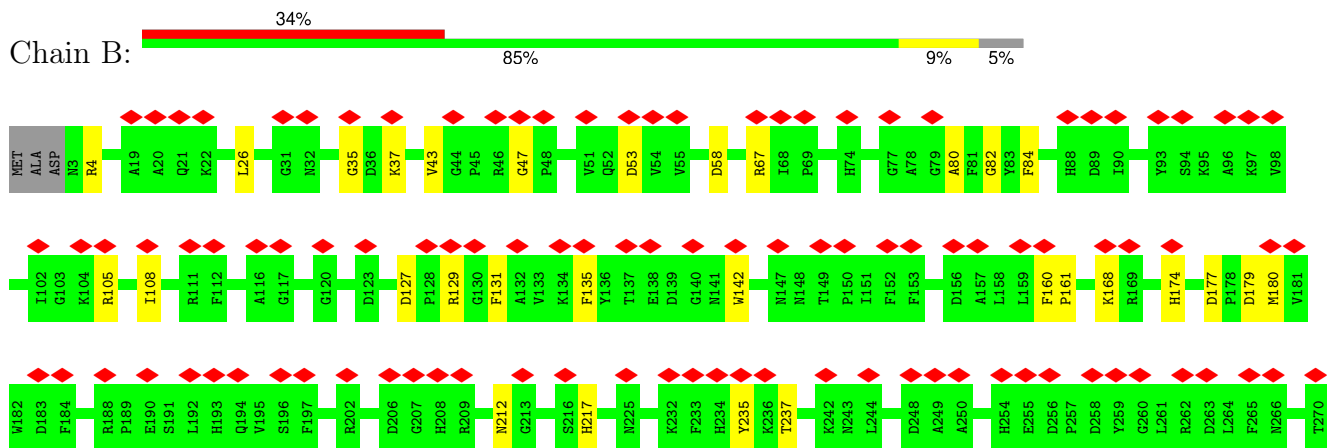 34%
Chain B:
85% 9% 5%
MET ALA ASP N3 R4 A19 A20 Q21 K22 L26 G31 N32 G35 D36 K37 V43 G44 P45 R46 G47 P48 V51 Q52 D53 V54 V55 D58 R67 I68 P69 H74 G77 A78 G79 A80 F81 G82 Y83 F84 H88 D89 I90 Y93 S94 K95 A96 K97 V98
I102 G103 K104 R105 I108 R111 F112 A116 G117 G120 D123 D127 P128 R129 G130 F131 A132 V133 K134 F135 Y136 T137 E138 D139 G140 N141 W142 N147 N148 T149 P150 I151 F152 F153 D156 A157 L158 L159 F160 P161 K168 R169 H174 D177 P178 D179 M180 V181
W182 D183 F184 R188 P189 E190 S191 L192 H193 Q194 V195 S196 F197 R202 D206 G207 H208 R209 N212 G213 S216 H217 N225 K232 F233 H234 Y235 K236 T237 K242 N243 L244 D248 A249 A250 H254 E255 D256 P257 D258 Y259 G260 L261 R262 D263 L264 F265 N266 T270